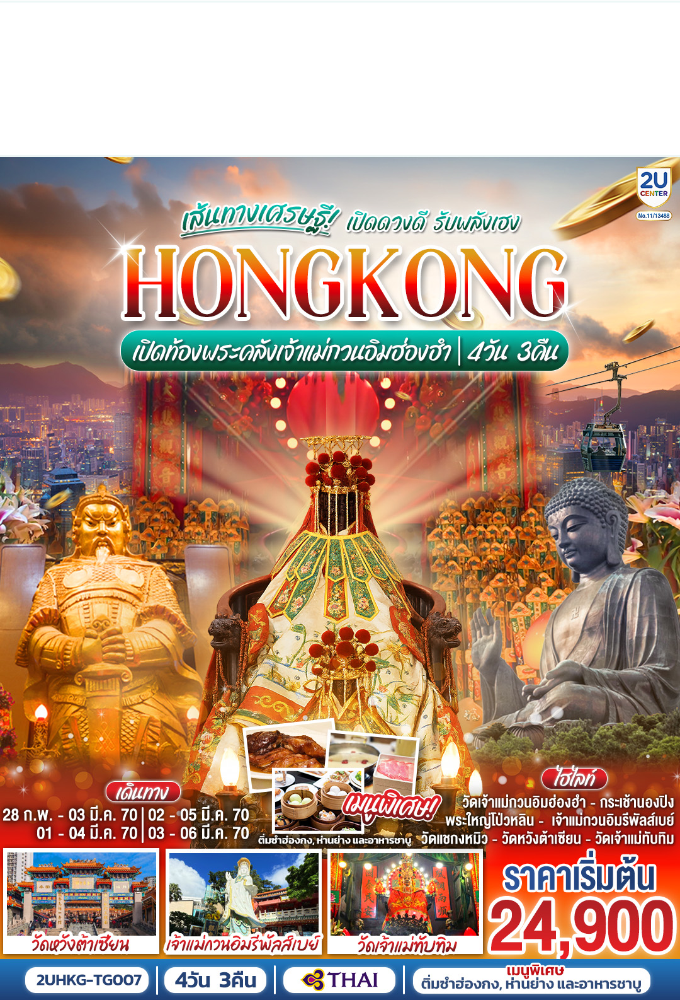 2U
CENTER
No.11/13488
เส้นทางเศรษฐี! เปิดดวงดี รับพลังเฮง
HONGKONG
เปิดท้องพระคลังเจ้าแม่กวนอิมฮ่องฮำ | 4วัน 3คืน
เดินทาง
28 ก.พ. - 03 มี.ค. 70 | 02 - 05 มี.ค. 70
01 - 04 มี.ค. 70 | 03 - 06 มี.ค. 70
เมนูพิเศษ!
ติ่มซำฮ่องกง, ห่านย่าง และอาหารชาบู
ไฮไลท์
วัดเจ้าแม่กวนอิมฮ่องฮำ - กระเช้านองปิง
พระใหญ่โป่วหลิน - เจ้าแม่กวนอิมรีพัลส์เบย์
วัดแชกงหมิว - วัดหวังต้าเซียน - วัดเจ้าแม่ทับทิม
วัดหวังต้าเซียน
เจ้าแม่กวนอิมรีพัลส์เบย์
วัดเจ้าแม่ทับทิม
ราคาเริ่มต้น
24,900
2UHKG-TG007
4วัน 3คืน
THAI
เมนูพิเศษ
ติ่มซำฮ่องกง, ห่านย่าง และอาหารชาบู